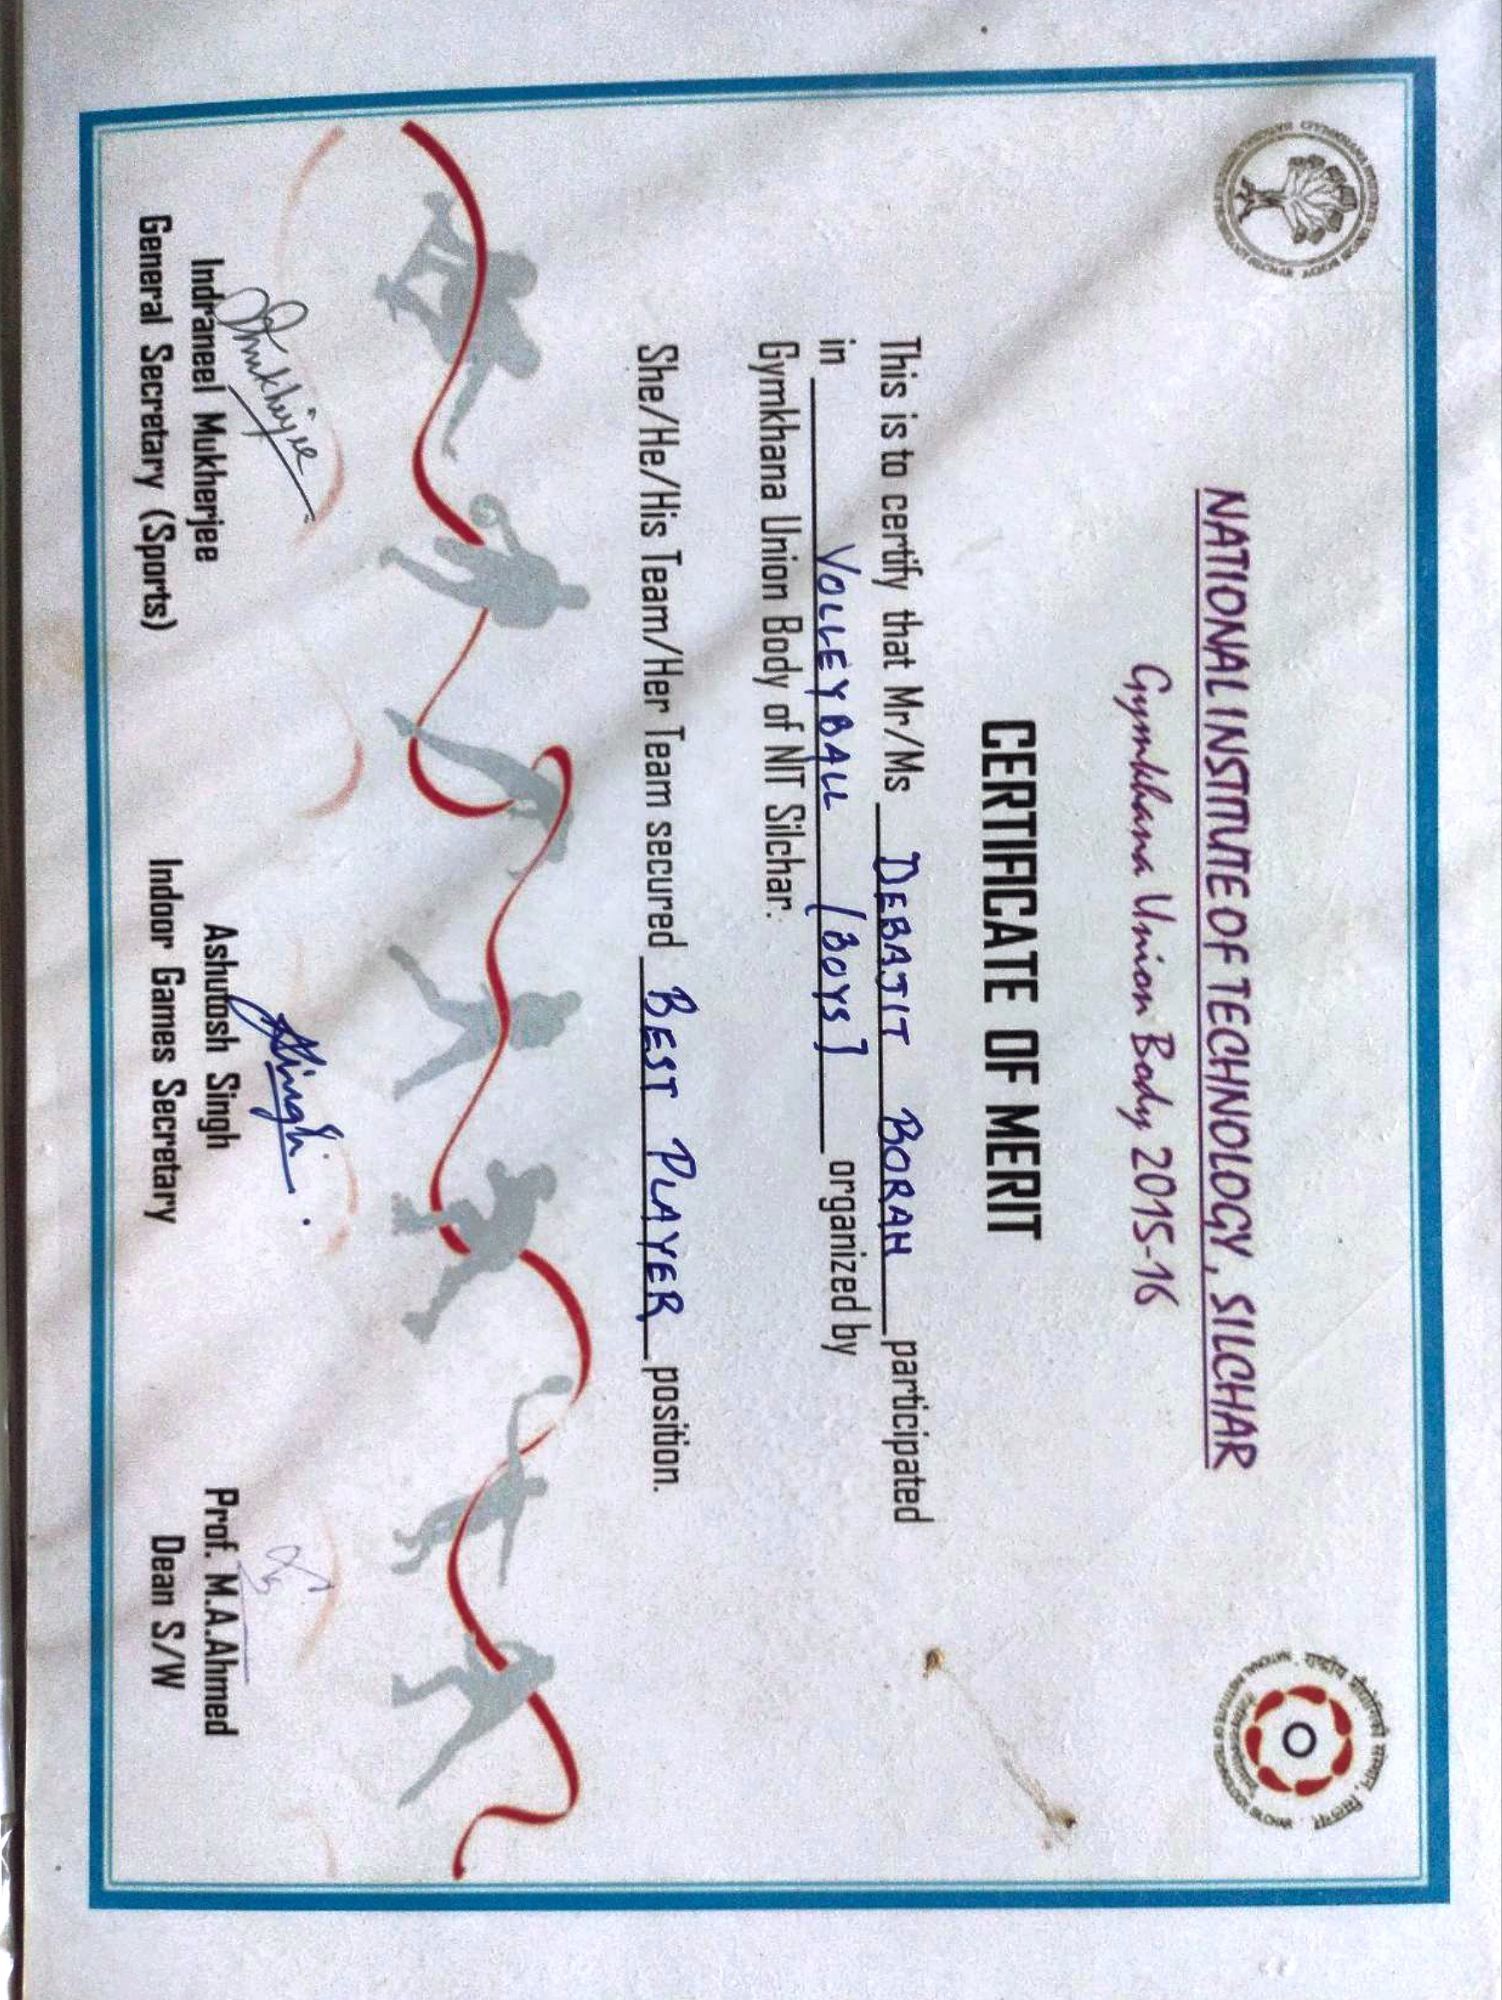 NATIONAL INSTITUTE OF TECHNOLOGY, SILCHAR
Gymkhana Union Body 2015-16
CERTIFICATE OF MERIT
This is to certify that Mr/Ms DEBAJIT BORAH participated
in VOLLEYBALL [BOYS] organized by
Gymkhana Union Body of NIT Silchar.
She/He/His Team/Her Team secured BEST PLAYER position.
Indraneel Mukherjee
General Secretary (Sports)
Ashutosh Singh
Indoor Games Secretary
Prof. M.A.Ahmed
Dean S/W
राष्ट्रीय प्रौद्योगिकी संस्थान, सिलचर